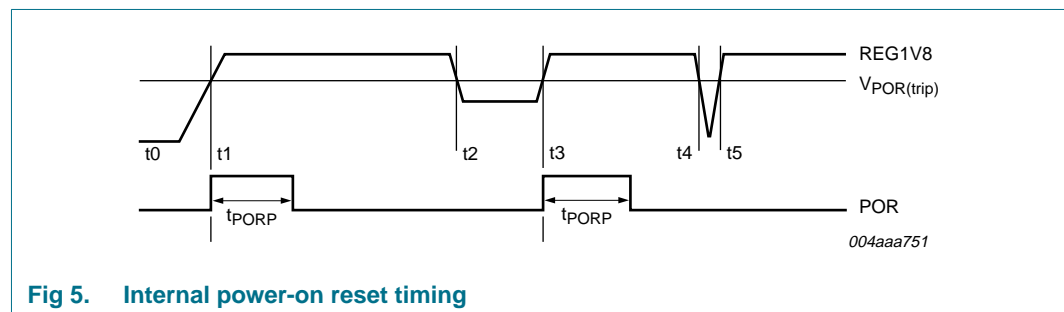 REG1V8
VPOR(trip)
t0 t1 t2 t3 t4 t5
tPORP tPORP
POR
004aaa751
Fig 5. Internal power-on reset timing